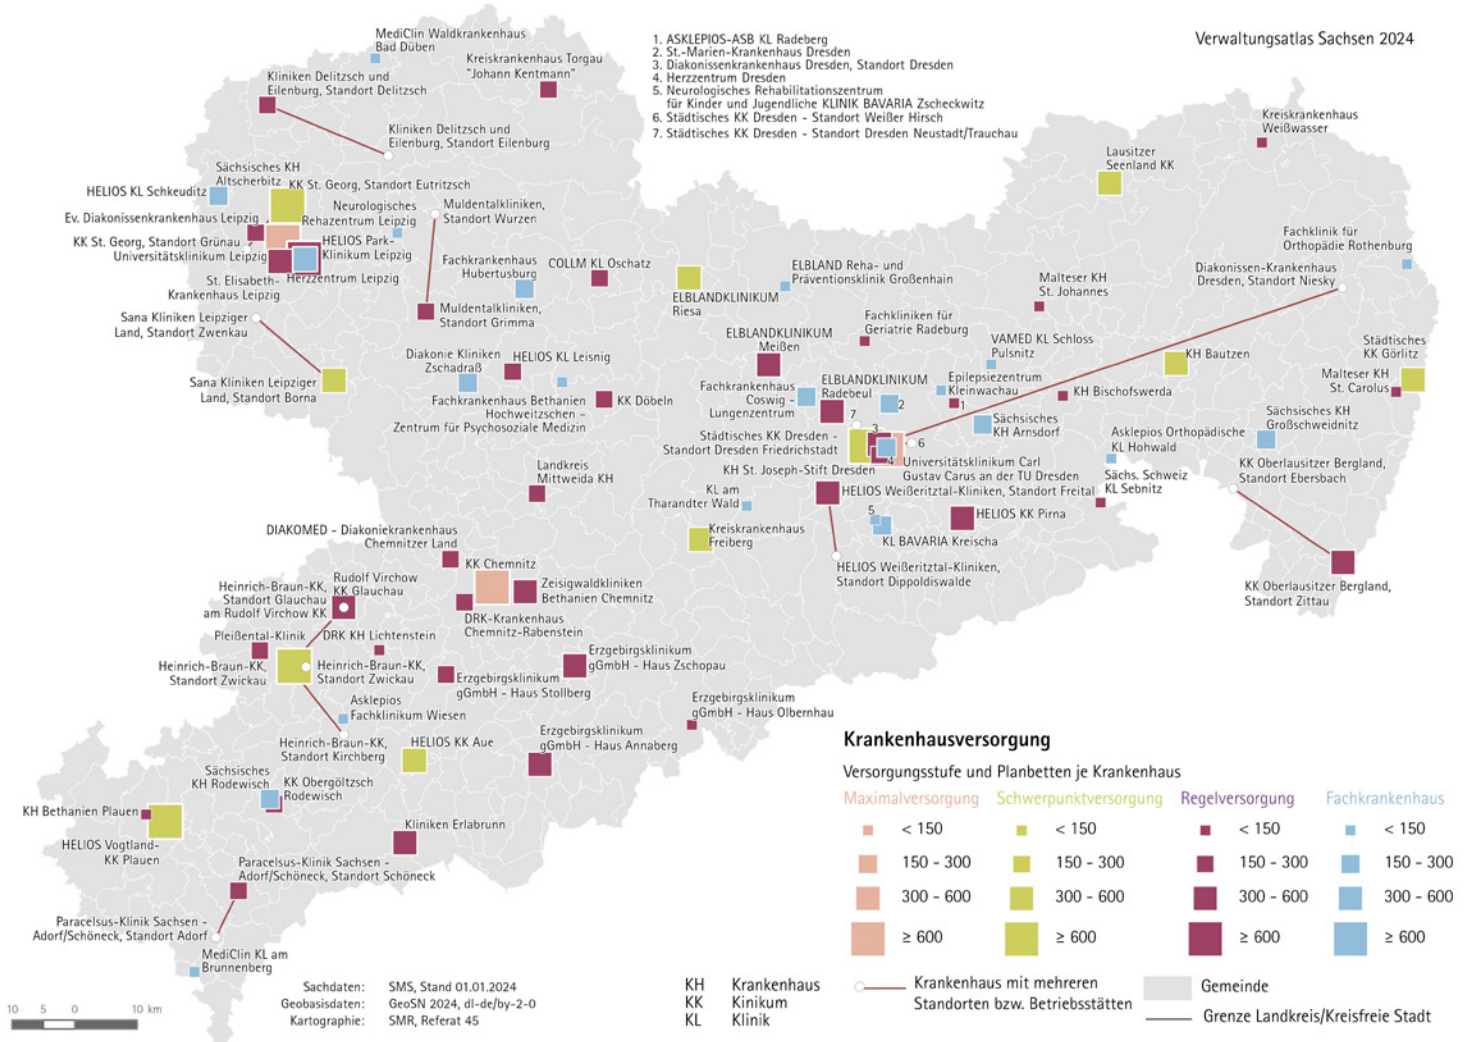 MediClin Waldkrankenhaus
Bad Düben
Kreiskrankenhaus Torgau
"Johann Kentmann"
Kliniken Delitzsch und
Eilenburg, Standort Delitzsch
Kliniken Delitzsch und
Eilenburg, Standort Eilenburg
1. ASKLEPIOS-ASB KL Radeberg
2. St.-Marien-Krankenhaus Dresden
3. Diakonissenkrankenhaus Dresden, Standort Dresden
4. Herzzentrum Dresden
5. Neurologisches Rehabilitationszentrum
für Kinder und Jugendliche KLINIK BAVARIA Zscheckwitz
6 Städtisches KK Dresden - Standort Weißer Hirsch
7. Städtisches KK Dresden - Standort Dresden Neustadt/Trauchau
Verwaltungsatlas Sachsen 2024
Kreiskrankenhaus
Weißwasser
Lausitzer
Seenland KK
Sächsisches KH
Altscherbitz
HELIOS KL Schkeuditz
KK St. Georg, Standort Eutritzsch
Neurologisches
Rehazentrum Leipzig
Muldentalkliniken,
Standort Wurzen
Ev. Diakonissenkrankenhaus Leipzig
KK St. Georg, Standort Grünau
Universitätsklinikum Leipzig
HELIOS Park-
Klinikum Leipzig
Herzzentrum Leipzig
St. Elisabeth-
Krankenhaus Leipzig
Fachkrankenhaus
Hubertusburg
COLLM KL Oschatz
ELBLANDKLINIKUM
Riesa
ELBLAND Reha- und
Präventionsklinik Großenhain
Malteser KH
St. Johannes
Fachklinik für
Orthopädie Rothenburg
Diakonissen-Krankenhaus
Dresden, Standort Niesky
Sana Kliniken Leipziger
Land, Standort Zwenkau
Muldentalkliniken,
Standort Grimma
ELBLANDKLINIKUM
Meißen
Fachkliniken für
Geriatrie Radeburg
VAMED KL Schloss
Pulsnitz
KH Bautzen
Städtisches
KK Görlitz
Malteser KH
St. Carolus
Sana Kliniken Leipziger
Land, Standort Borna
Diakonie Kliniken
Zschadraß
HELIOS KL Leisnig
Fachkrankenhaus Bethanien
Hochweitzschen -
Zentrum für Psychosoziale Medizin
KK Döbeln
Fachkrankenhaus
Coswig -
Lungenzentrum
ELBLANDKLINIKUM
Radebeul
2
Epilepsiezentrum
Kleinwachau
1
KH Bischofswerda
Sächsisches
KH Arnsdorf
Sächsisches KH
Großschweidnitz
7
3
6
4
Städtisches KK Dresden -
Standort Dresden Friedrichstadt
Universitätsklinikum Carl
Gustav Carus an der TU Dresden
KH St. Joseph-Stift Dresden
Asklepios Orthopädische
KL Hohwald
Sächs. Schweiz
KL Sebnitz
KK Oberlausitzer Bergland,
Standort Ebersbach
Landkreis
Mittweida KH
KL am
Tharandter Wald
HELIOS Weißeritztal-Kliniken, Standort Freital
5
HELIOS KK Pirna
KL BAVARIA Kreischa
Kreiskrankenhaus
Freiberg
HELIOS Weißeritztal-Kliniken,
Standort Dippoldiswalde
KK Oberlausitzer Bergland,
Standort Zittau
DIAKOMED - Diakoniekrankenhaus
Chemnitzer Land
KK Chemnitz
Zeisigwaldkliniken
Bethanien Chemnitz
DRK-Krankenhaus
Chemnitz-Rabenstein
Rudolf Virchow
KK Glauchau
Heinrich-Braun-KK,
Standort Glauchau
am Rudolf Virchow KK
Pleißental-Klinik
DRK KH Lichtenstein
Heinrich-Braun-KK,
Standort Zwickau
Heinrich-Braun-KK,
Standort Zwickau
Erzgebirgsklinikum
gGmbH - Haus Stollberg
Erzgebirgsklinikum
gGmbH - Haus Zschopau
Asklepios
Fachklinikum Wiesen
Erzgebirgsklinikum
gGmbH - Haus Olbernhau
Heinrich-Braun-KK,
Standort Kirchberg
HELIOS KK Aue
Erzgebirgsklinikum
gGmbH - Haus Annaberg
Sächsisches
KH Rodewisch
KK Obergöltzsch
Rodewisch
KH Bethanien Plauen
HELIOS Vogtland-
KK Plauen
Kliniken Erlabrunn
Paracelsus-Klinik Sachsen -
Adorf/Schöneck, Standort Schöneck
Paracelsus-Klinik Sachsen -
Adorf/Schöneck, Standort Adorf
MediClin KL am
Brunnenberg
Krankenhausversorgung
Versorgungsstufe und Planbetten je Krankenhaus
Maximalversorgung Schwerpunktversorgung Regelversorgung Fachkrankenhaus
< 150 < 150 < 150 < 150
150 - 300 150 - 300 150 - 300 150 - 300
300 - 600 300 - 600 300 - 600 300 - 600
≥ 600 ≥ 600 ≥ 600 ≥ 600
KH Krankenhaus
KK Kinikum
KL Klinik
Krankenhaus mit mehreren
Standorten bzw. Betriebsstätten
Gemeinde
Grenze Landkreis/Kreisfreie Stadt
Sachdaten: SMS, Stand 01.01.2024
Geobasisdaten: GeoSN 2024, dl-de/by-2-0
Kartographie: SMR, Referat 45
10 5 0 10 km